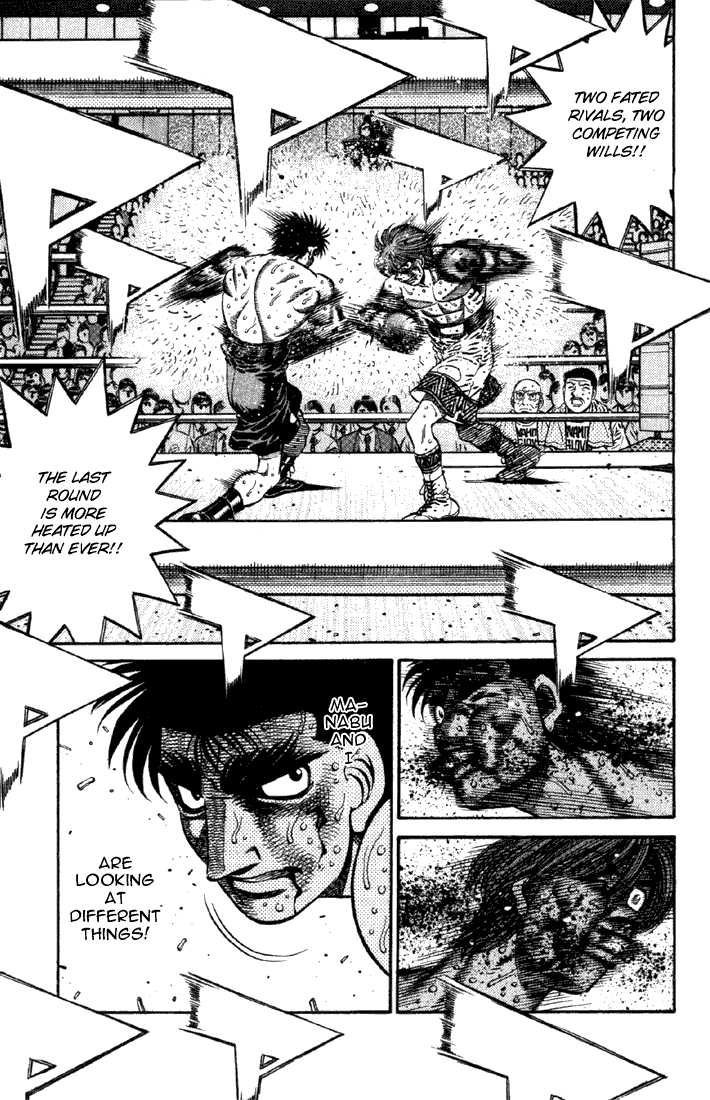 TWO FATED
RIVALS, TWO
COMPETING
WILLS!!
THE LAST
ROUND
IS MORE
HEATED UP
THAN EVER!!
MA-
NABU
AND
I
ARE
LOOKING
AT
DIFFERENT
THINGS!